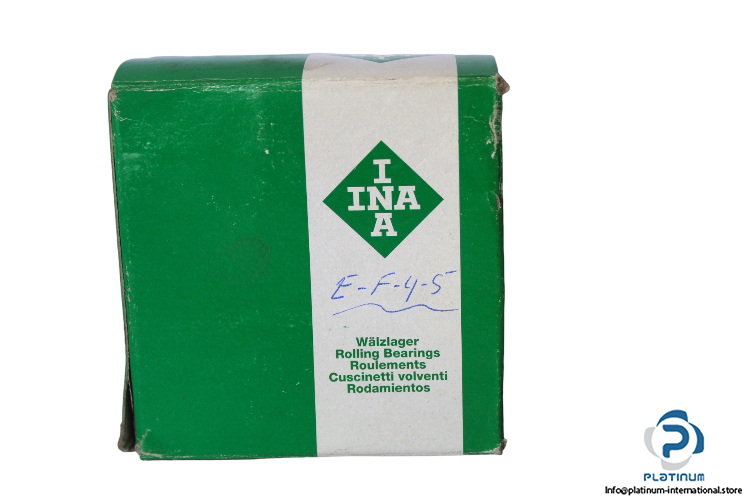 I
INA
A
E-F-4-5
Wälzlager
Rolling Bearings
Roulements
Cuscinetti volventi
Rodamientos
PLATINUM
Info@platinum-international.store